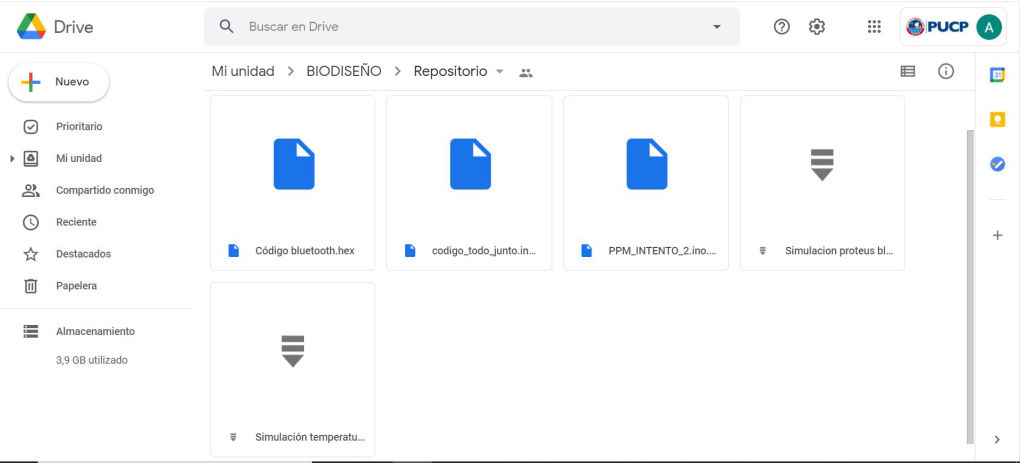 Drive
Buscar en Drive
PUCP
A
Nuevo
Mi unidad > BIODISEÑO > Repositorio
31
Prioritario
Mi unidad
Compartido conmigo
Reciente
Destacados
Papelera
Almacenamiento
3,9 GB utilizado
Código bluetooth.hex
codigo_todo_junto.in...
PPM_INTENTO_2.ino....
Simulacion proteus bl...
Simulación temperatu...